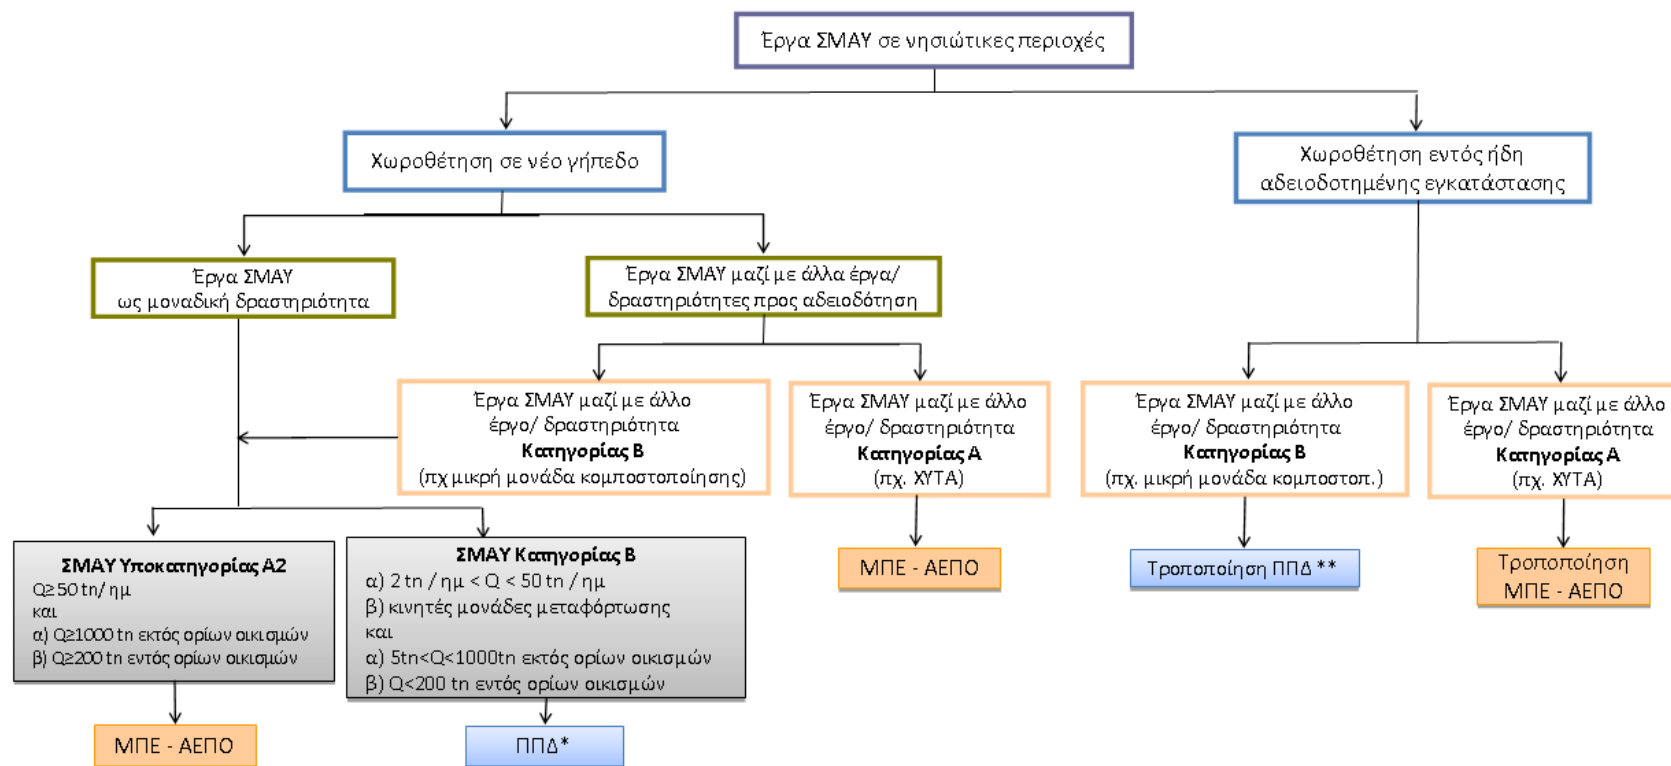 Έργα ΣΜΑΥ σε νησιώτικες περιοχές
Χωροθέτηση σε νέο γήπεδο
Χωροθέτηση εντός ήδη
αδειοδοτημένης εγκατάστασης
Έργα ΣΜΑΥ
ως μοναδική δραστηριότητα
Έργα ΣΜΑΥ μαζί με άλλα έργα/
δραστηριότητες προς αδειοδότηση
Έργα ΣΜΑΥ μαζί με άλλο
έργο/ δραστηριότητα
Κατηγορίας Β
(πχ μικρή μονάδα κομποστοποίησης)
Έργα ΣΜΑΥ μαζί με άλλο
έργο/ δραστηριότητα
Κατηγορίας Α
(πχ. ΧΥΤΑ)
Έργα ΣΜΑΥ μαζί με άλλο
έργο/ δραστηριότητα
Κατηγορίας Β
(πχ. μικρή μονάδα κομποστοπ.)
Έργα ΣΜΑΥ μαζί με άλλο
έργο/ δραστηριότητα
Κατηγορίας Α
(πχ. ΧΥΤΑ)
ΣΜΑΥ Υποκατηγορίας Α2
Q≥50 tn/ ημ
και
α) Q≥1000 tn εκτός ορίων οικισμών
β) Q≥200 tn εντός ορίων οικισμών
ΣΜΑΥ Κατηγορίας Β
α) 2 tn / ημ < Q < 50 tn / ημ
β) κινητές μονάδες μεταφόρτωσης
και
α) 5tn<Q<1000tn εκτός ορίων οικισμών
β) Q<200 tn εντός ορίων οικισμών
ΜΠΕ - ΑΕΠΟ
Τροποποίηση ΠΠΔ **
Τροποποίηση
ΜΠΕ - ΑΕΠΟ
ΜΠΕ - ΑΕΠΟ
ΠΠΔ*